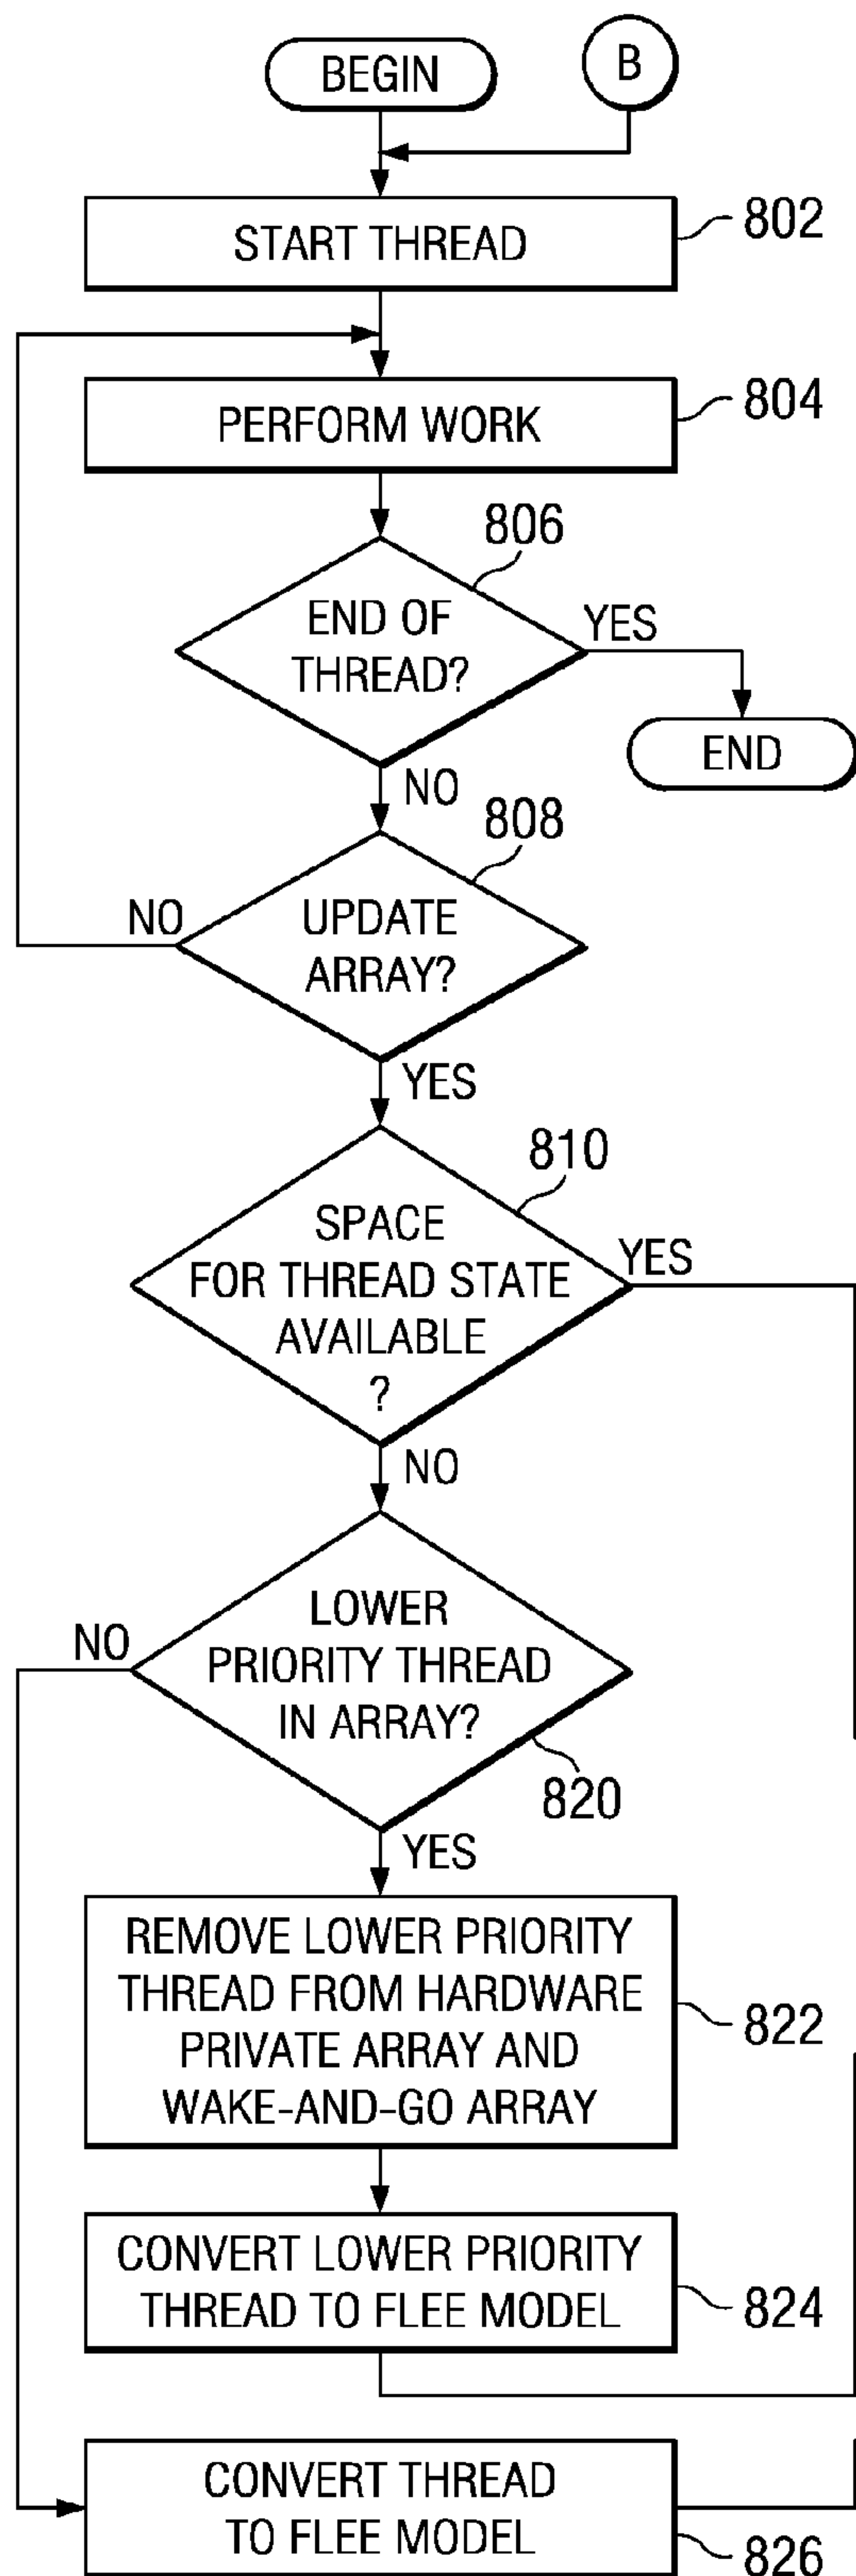 BEGIN
B
START THREAD
802
PERFORM WORK
804
806
END OF
THREAD?
YES
END
NO
808
UPDATE
ARRAY?
NO
YES
810
SPACE
FOR THREAD STATE
AVAILABLE
?
YES
NO
LOWER
PRIORITY THREAD
IN ARRAY?
NO
820
YES
REMOVE LOWER PRIORITY
THREAD FROM HARDWARE
PRIVATE ARRAY AND
WAKE-AND-GO ARRAY
822
CONVERT LOWER PRIORITY
THREAD TO FLEE MODEL
824
CONVERT THREAD
TO FLEE MODEL
826